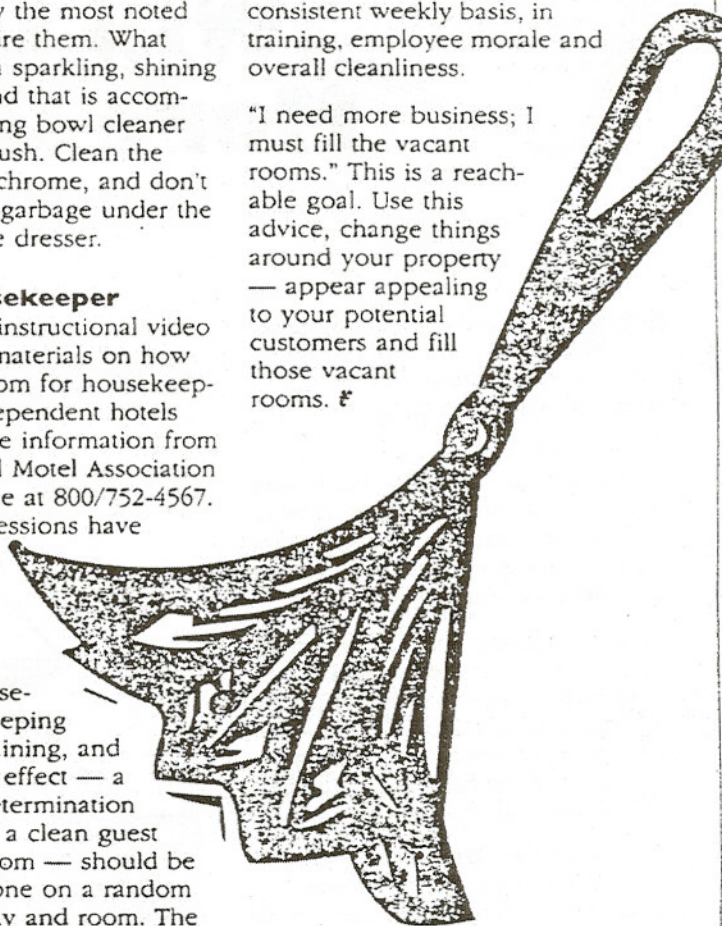 y the most noted
re them. What
sparkling, shining
d that is accom-
ng bowl cleaner
ush. Clean the
chrome, and don't
garbage under the
e dresser.
sekeeper
instructional video
materials on how
om for housekeep-
ependent hotels
e information from
l Motel Association
e at 800/752-4567.
essions have
se-
eping
ining, and
effect — a
termination
a clean guest
om — should be
one on a random
ay and room. The
consistent weekly basis, in
training, employee morale and
overall cleanliness.
“I need more business; I
must fill the vacant
rooms.” This is a reach-
able goal. Use this
advice, change things
around your property
— appear appealing
to your potential
customers and fill
those vacant
rooms.